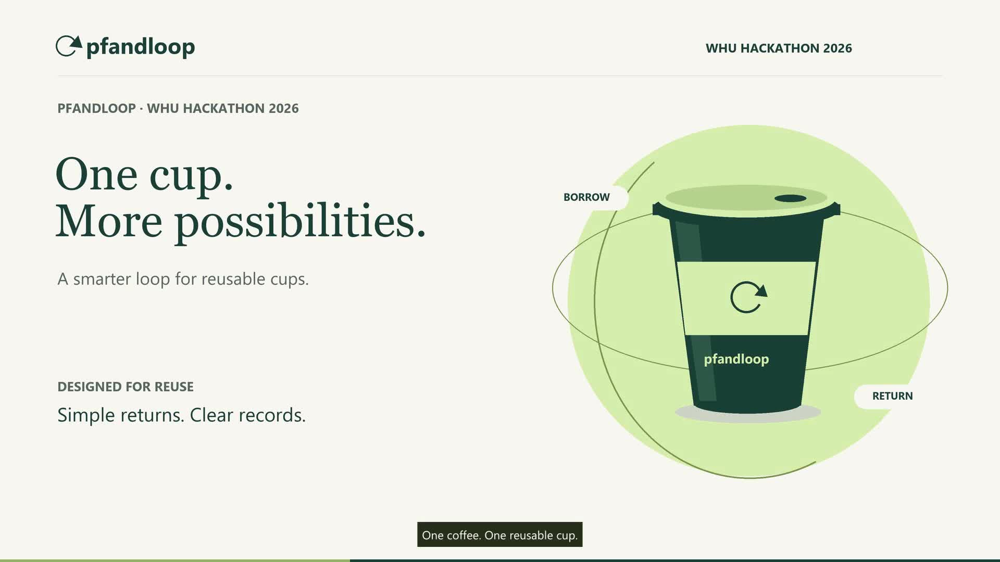 pfandloop
WHU HACKATHON 2026
PFANDLOOP · WHU HACKATHON 2026
One cup.
More possibilities.
A smarter loop for reusable cups.
DESIGNED FOR REUSE
Simple returns. Clear records.
BORROW
pfandloop
RETURN
One coffee. One reusable cup.